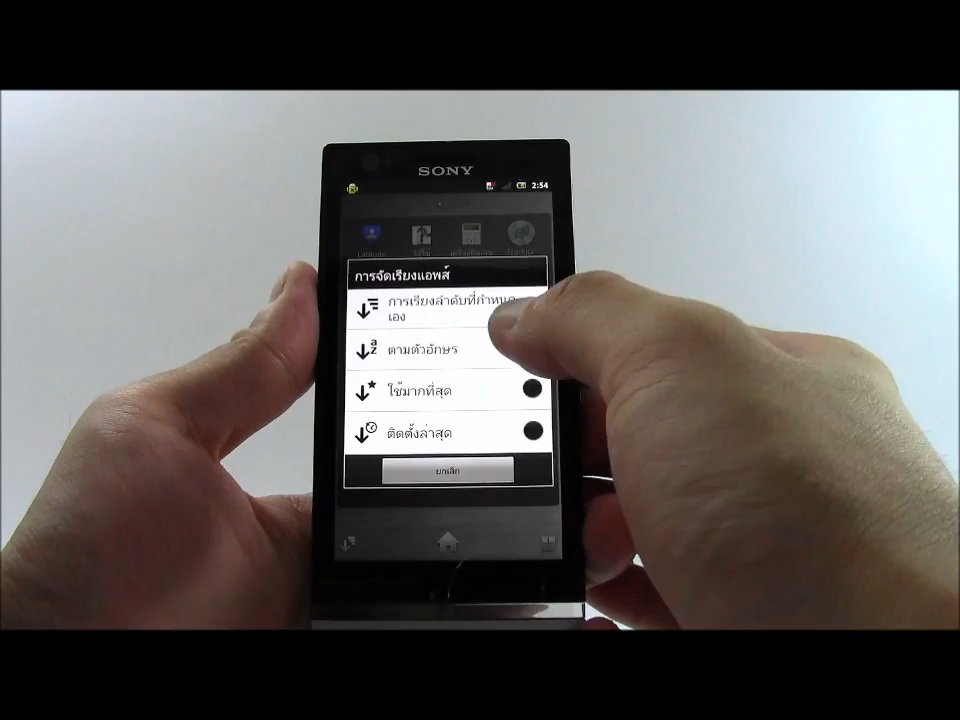 SONY
2:54
Latitude
การจัดเรียงแอพส์
การเรียงลำดับที่กำหนด
เอง
ตามตัวอักษร
ใช้มากที่สุด
ติดตั้งล่าสุด
ยกเลิก